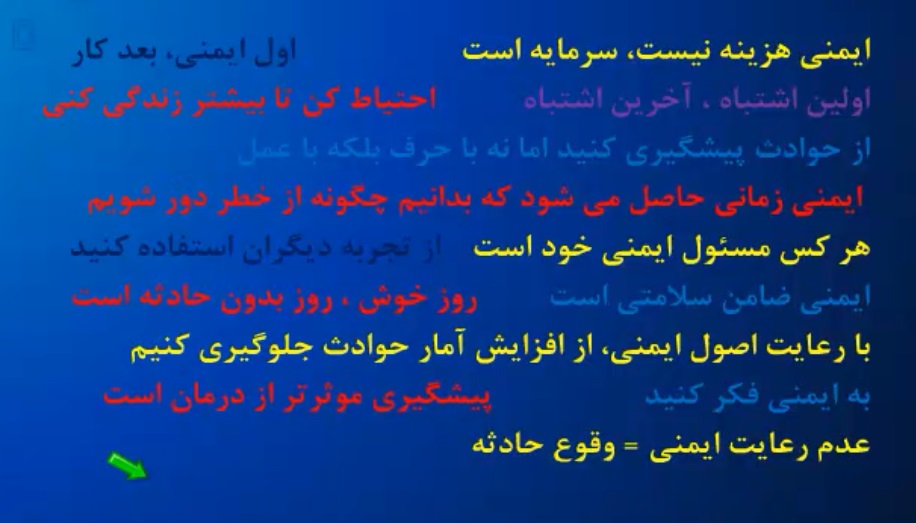 ایمنی هزینه نیست، سرمایه است اول ایمنی، بعد کار
اولین اشتباه ، آخرین اشتباه احتیاط کن تا بیشتر زندگی کنی
از حوادث پیشگیری کنید اما نه با حرف بلکه با عمل
ایمنی زمانی حاصل می شود که بدانیم چگونه از خطر دور شویم
هر کس مسئول ایمنی خود است از تجربه دیگران استفاده کنید
ایمنی ضامن سلامتی است روز خوش ، روز بدون حادثه است
با رعایت اصول ایمنی، از افزایش آمار حوادث جلوگیری کنیم
به ایمنی فکر کنید پیشگیری موثرتر از درمان است
عدم رعایت ایمنی = وقوع حادثه